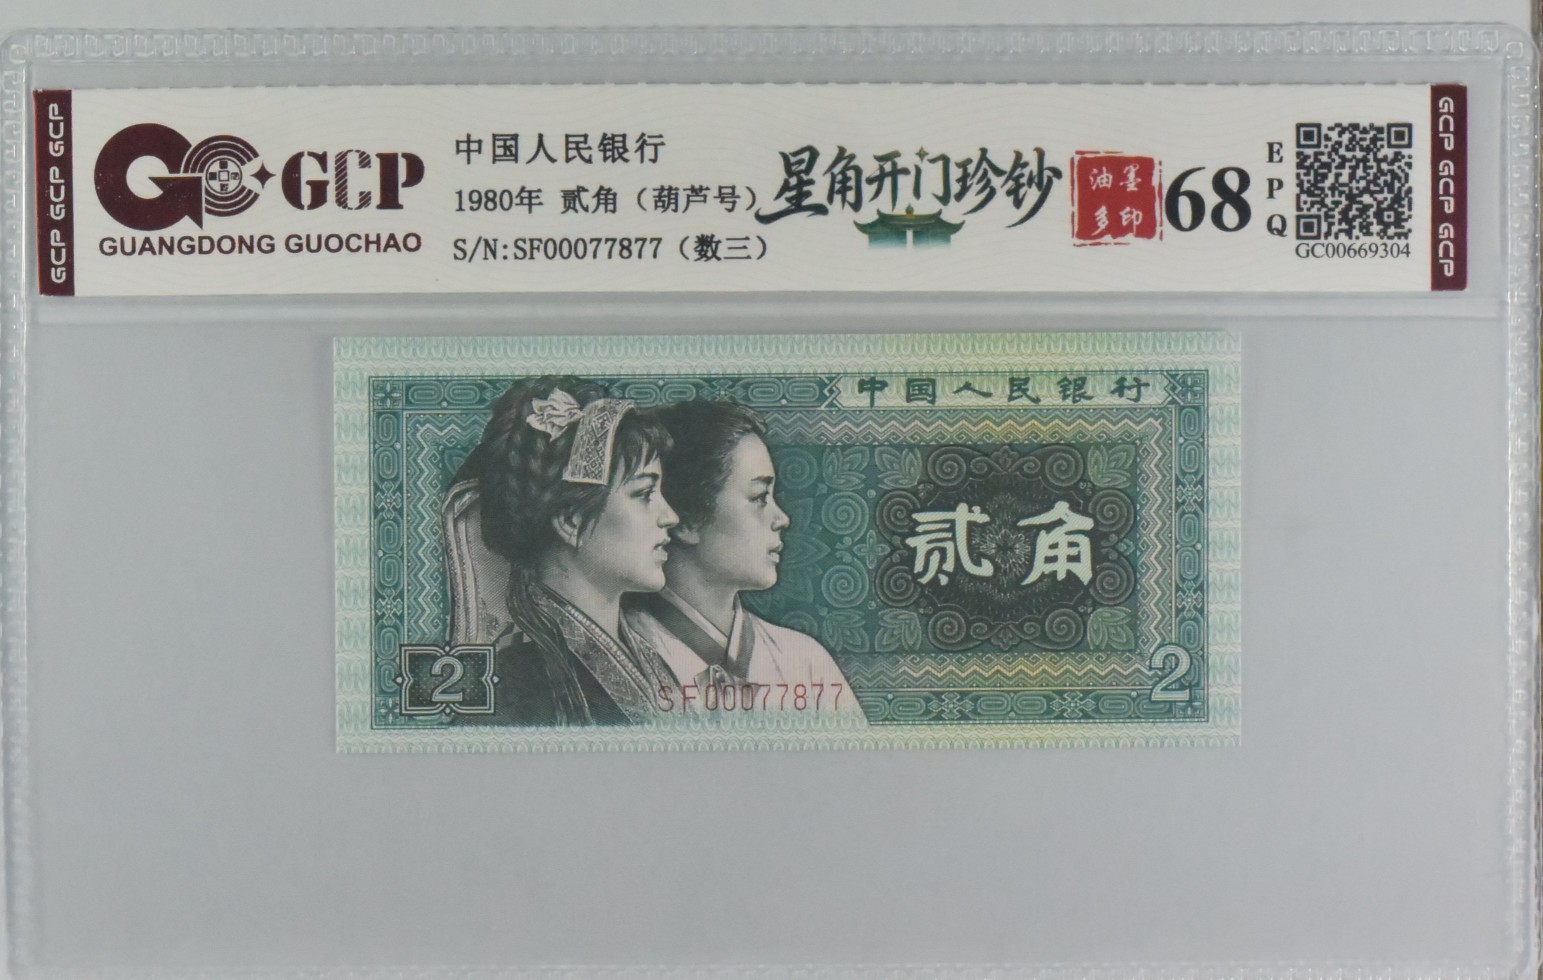 GCP GCP GCP
GCP
GUANGDONG GUOCHAO
中国人民银行
1980年 贰角（葫芦号）
S/N:SF00077877（数三）
星角开门珍钞
油墨
多印
68
EPQ
GC00669304
GCP GCP GCP
中国人民银行
贰角
2
2
SF00077877